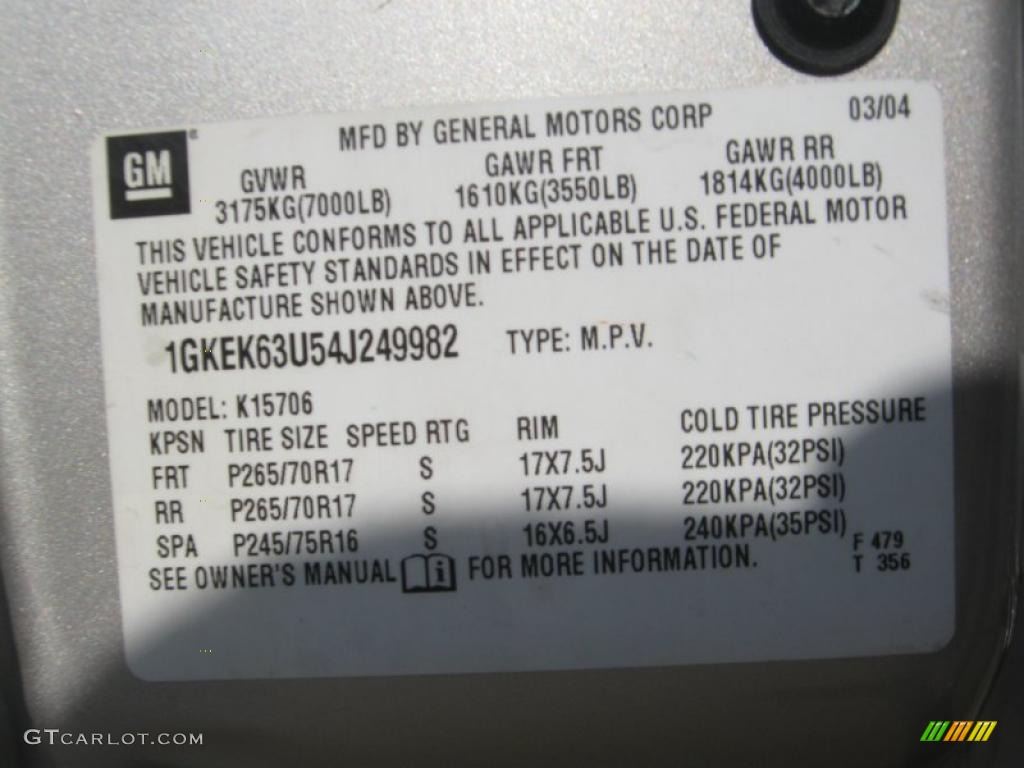 MFD BY GENERAL MOTORS CORP 03/04
GM®
GVWR GAWR FRT GAWR RR
3175KG(7000LB) 1610KG(3550LB) 1814KG(4000LB)
THIS VEHICLE CONFORMS TO ALL APPLICABLE U.S. FEDERAL MOTOR
VEHICLE SAFETY STANDARDS IN EFFECT ON THE DATE OF
MANUFACTURE SHOWN ABOVE.
1GKEK63U54J249982 TYPE: M.P.V.
MODEL: K15706
KPSN TIRE SIZE SPEED RTG RIM COLD TIRE PRESSURE
FRT P265/70R17 S 17X7.5J 220KPA(32PSI)
RR P265/70R17 S 17X7.5J 220KPA(32PSI)
SPA P245/75R16 S 16X6.5J 240KPA(35PSI)
SEE OWNER'S MANUAL i FOR MORE INFORMATION.
F 479
T 356
GTCARLOT.COM